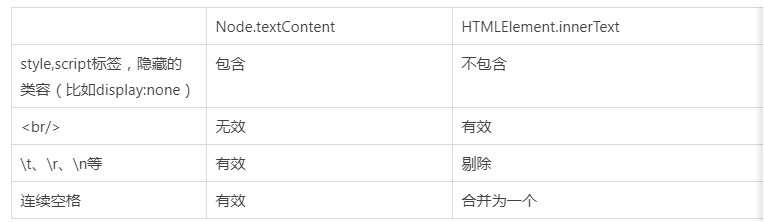 Node.textContent HTMLElement.innerText
style,script标签，隐藏的 包含 不包含
类容（比如display:none）
<br/> 无效 有效
\t、\r、\n等 有效 剔除
连续空格 有效 合并为一个